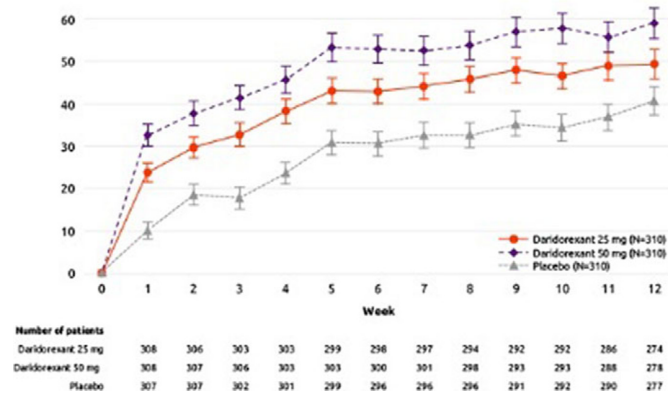 60
50
40
30
20
10
0
Daridorexant 25 mg (N=310)
Daridorexant 50 mg (N=310)
Placebo (N=310)
0 1 2 3 4 5 6 7 8 9 10 11 12
Week
Number of patients
Daridorexant 25 mg 308 306 303 303 299 298 297 294 292 292 286 274
Daridorexant 50 mg 308 307 306 303 303 300 301 298 293 293 288 278
Placebo 307 307 302 301 299 296 296 296 291 292 290 277